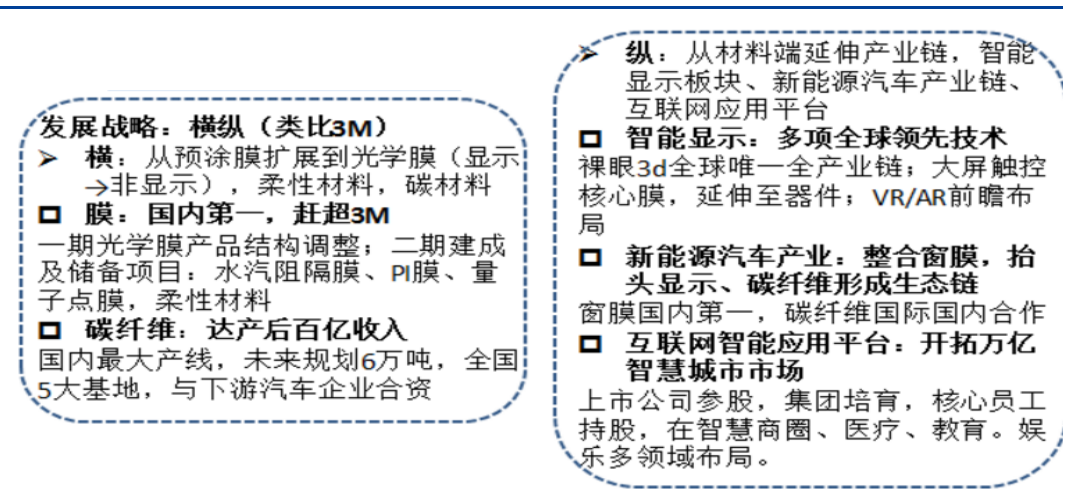 发展战略：横纵（类比3M）
➢ 横：从预涂膜扩展到光学膜（显示
→非显示），柔性材料，碳材料
◘ 膜：国内第一，赶超3M
一期光学膜产品结构调整；二期建成
及储备项目：水汽阻隔膜、PI膜、量
子点膜，柔性材料
◘ 碳纤维：达产后百亿收入
国内最大产线，未来规划6万吨，全国
5大基地，与下游汽车企业合资
➢ 纵：从材料端延伸产业链，智能
显示板块、新能源汽车产业链、
互联网应用平台
◘ 智能显示：多项全球领先技术
裸眼3d全球唯一全产业链；大屏触控
核心膜，延伸至器件；VR/AR前瞻布
局
◘ 新能源汽车产业：整合窗膜，抬
头显示、碳纤维形成生态链
窗膜国内第一，碳纤维国际国内合作
◘ 互联网智能应用平台：开拓万亿
智慧城市市场
上市公司参股，集团培育，核心员工
持股，在智慧商圈、医疗、教育。娱
乐多领域布局。